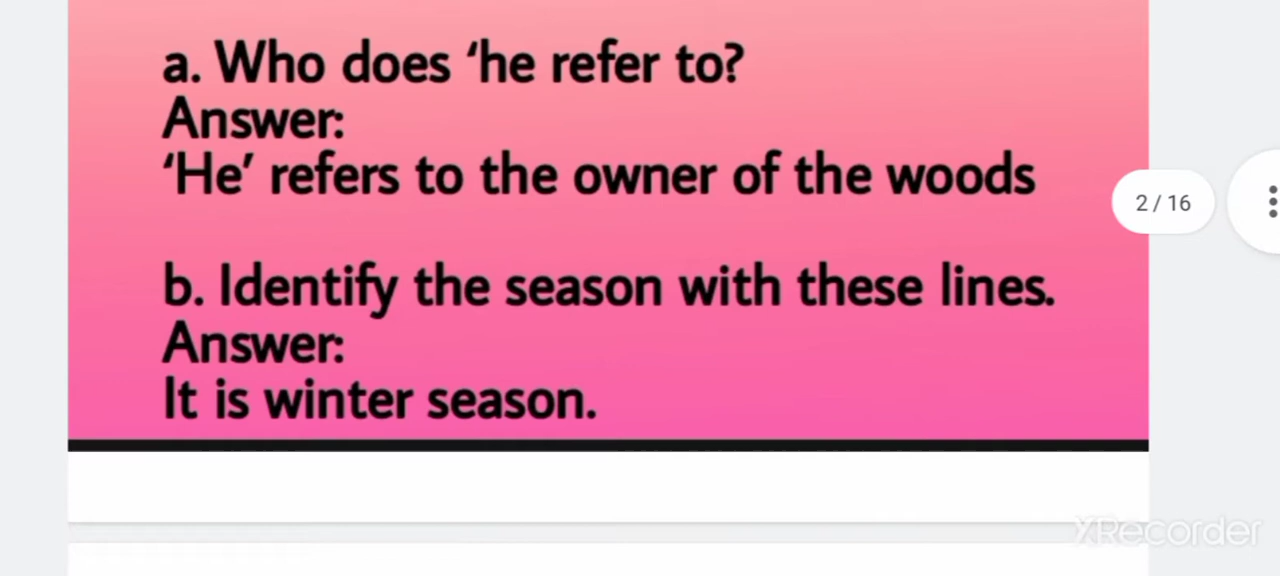 a. Who does ‘he refer to?
Answer:
‘He’ refers to the owner of the woods
2 / 16
b. Identify the season with these lines.
Answer:
It is winter season.
XRecorder